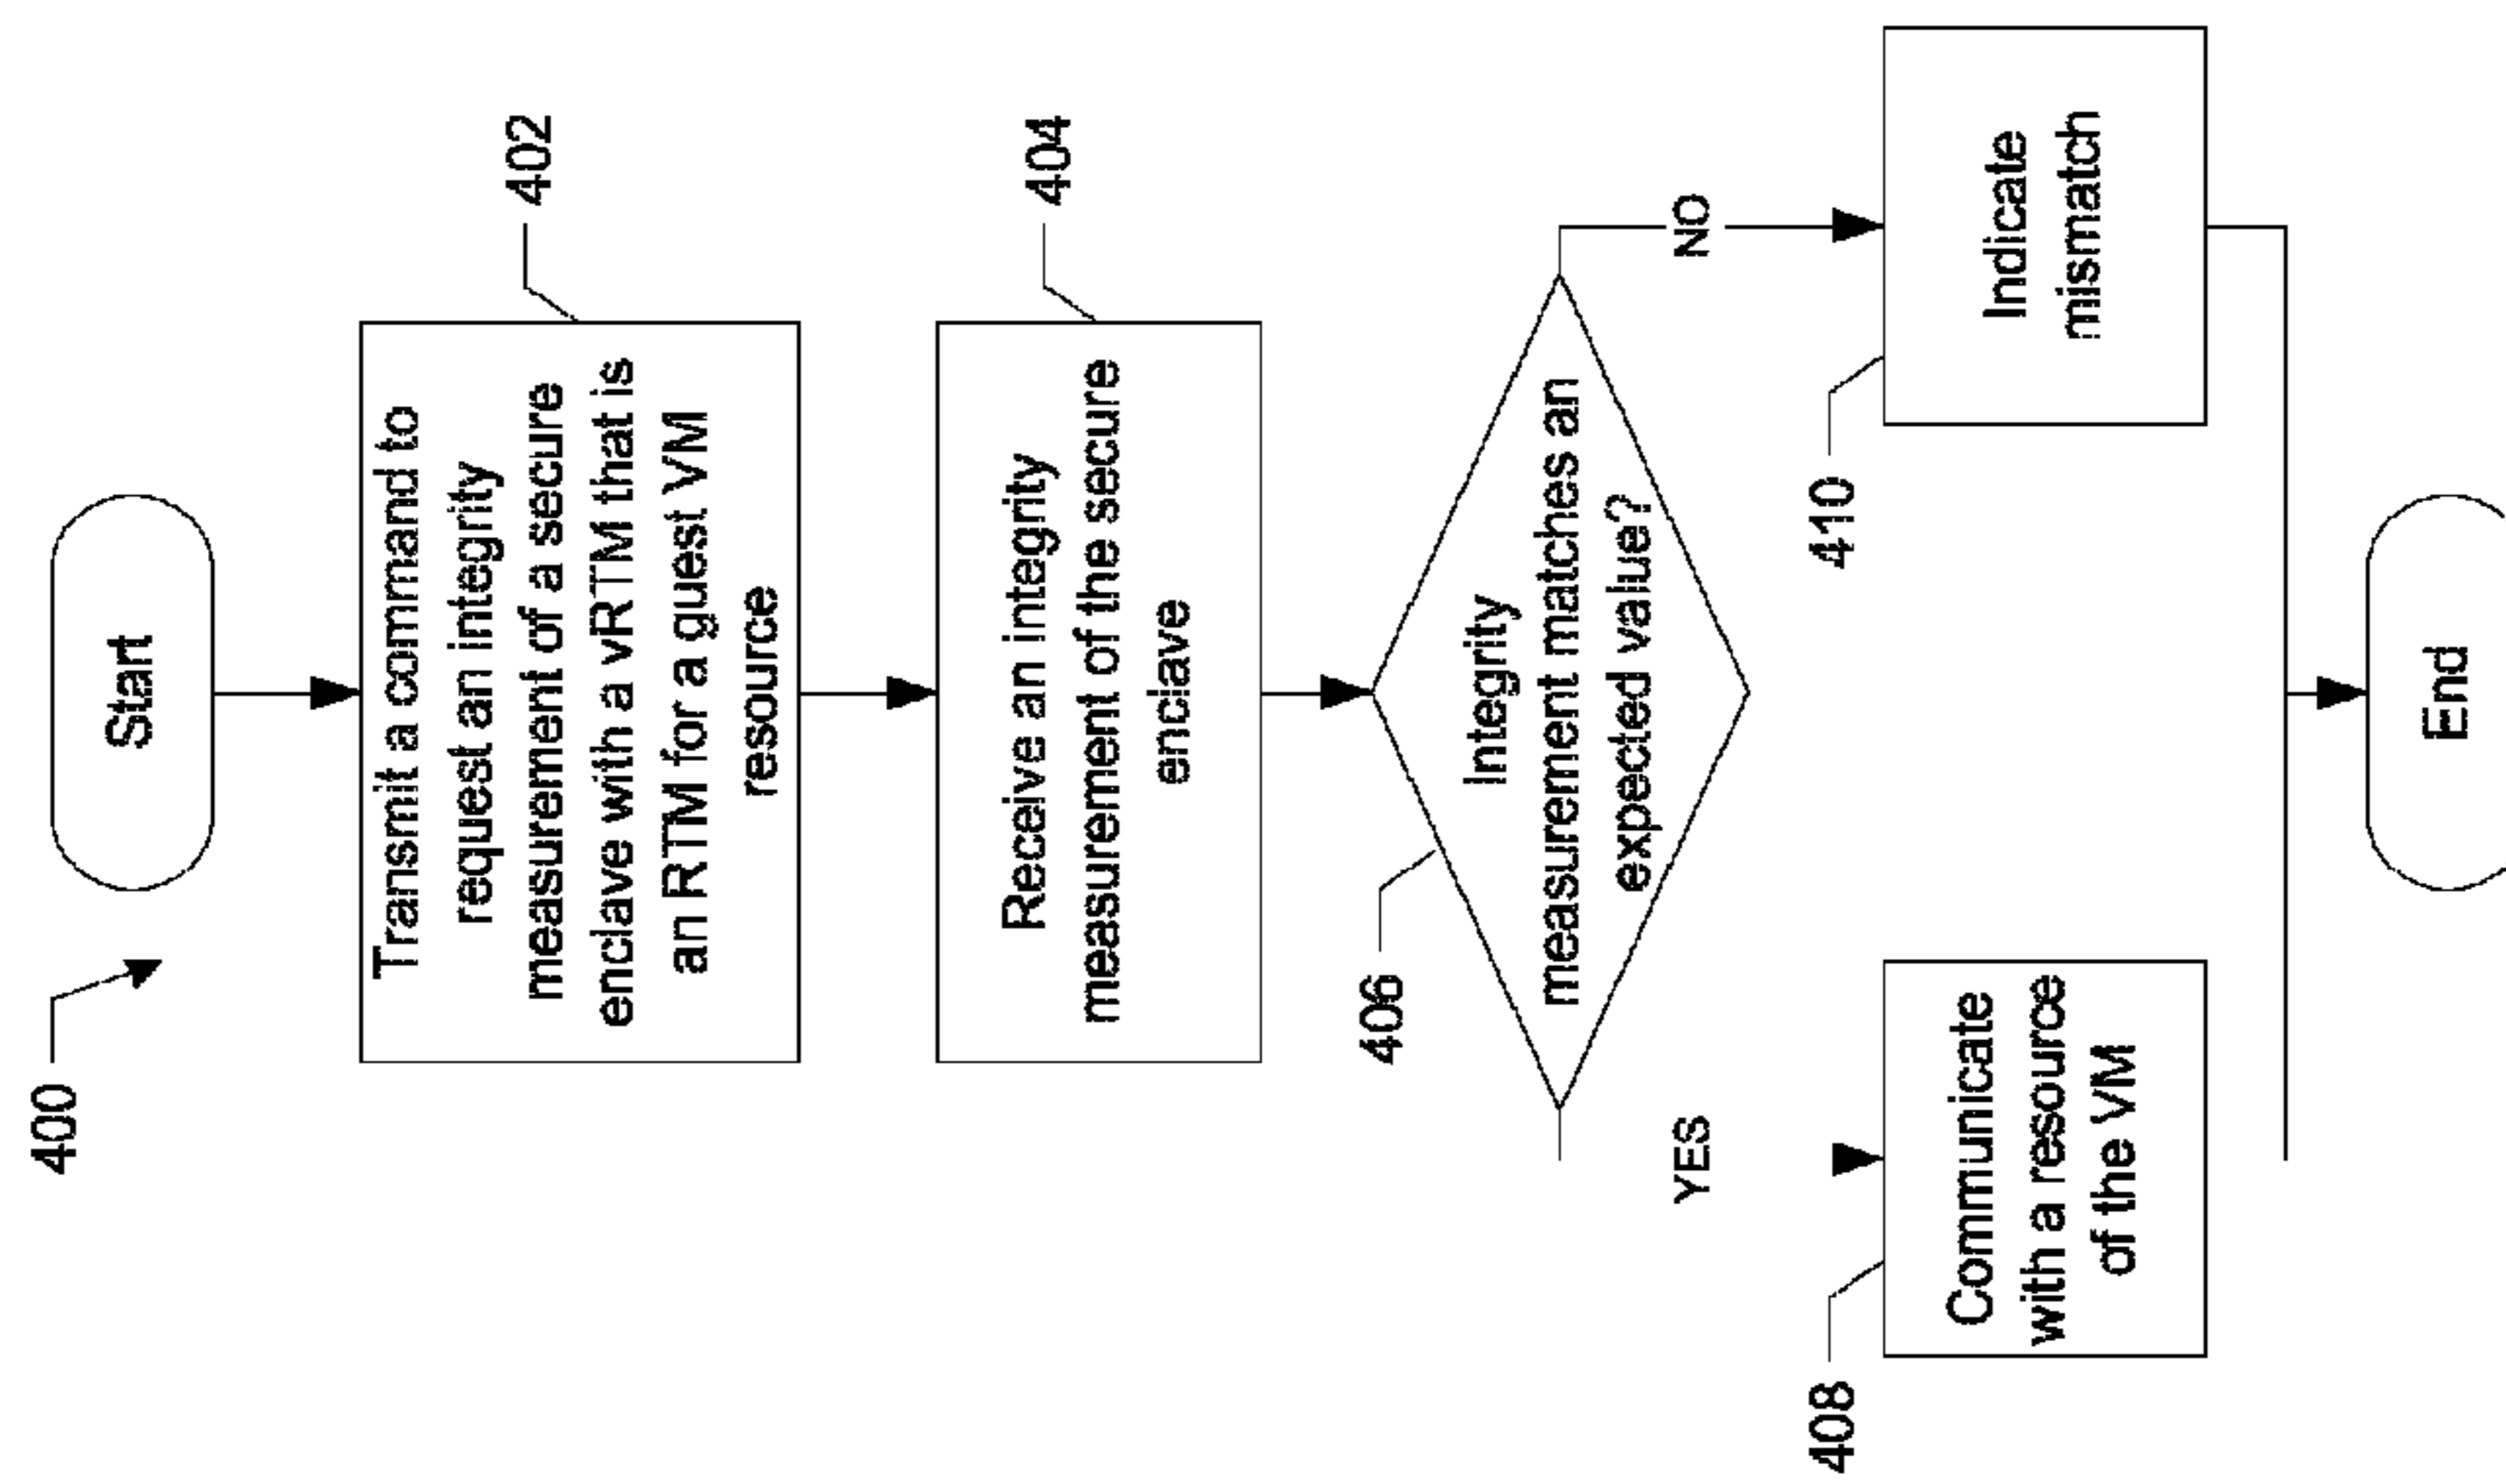 400
Start
402
Transmit a command to
request an integrity
measurement of a secure
enclave with a vRTM that is
an RTM for a guest VM
resource
404
Receive an integrity
measurement of the secure
enclave
406
Integrity
measurement matches an
expected value?
YES
NO
408
Communicate
with a resource
of the VM
410
Indicate
mismatch
End